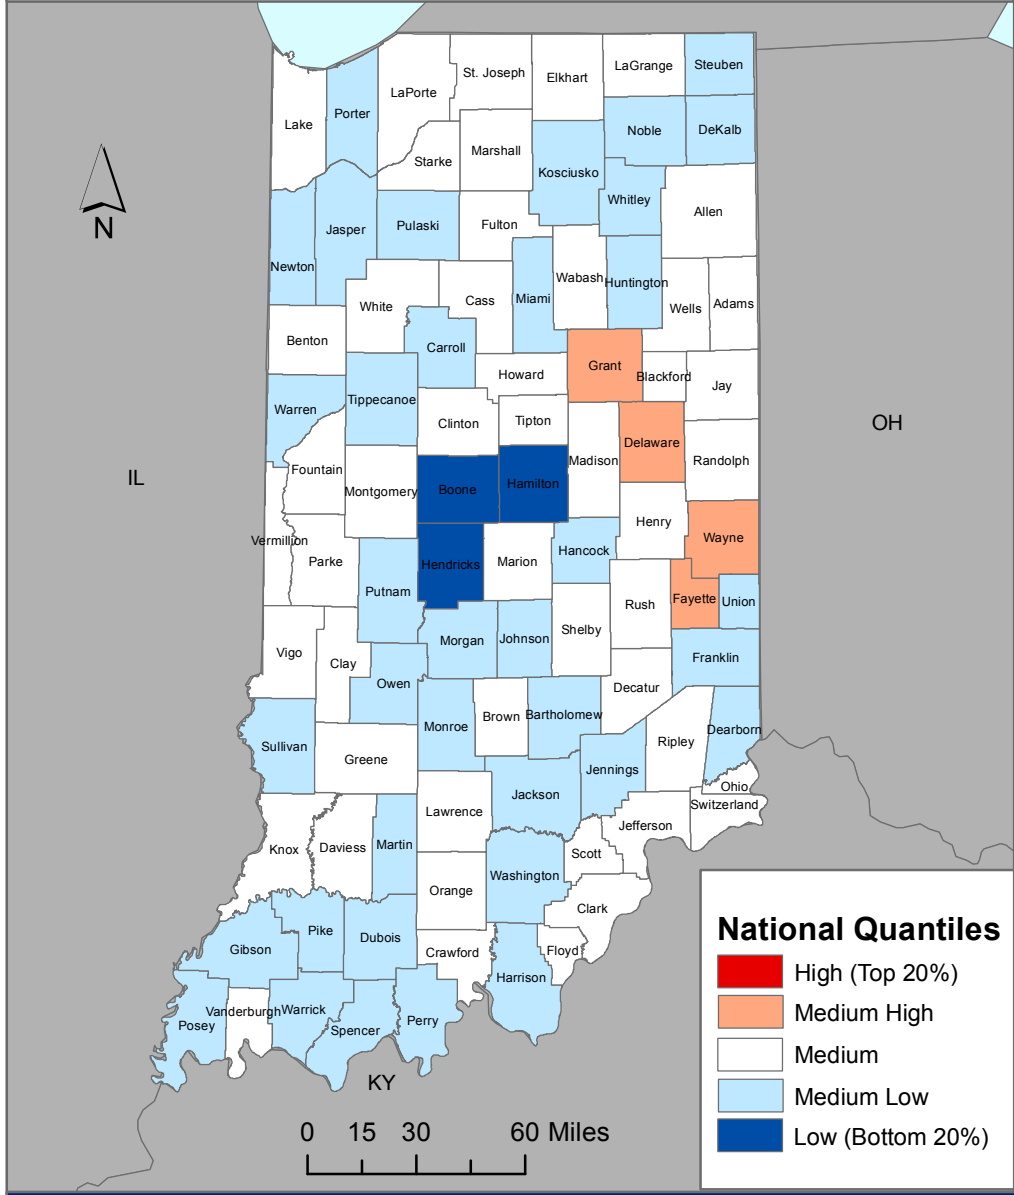 St. Joseph
LaGrange
Steuben
Elkhart
LaPorte
Porter
Lake
Noble
DeKalb
Marshall
Starke
Kosciusko
Whitley
Allen
Fulton
Pulaski
Jasper
N
Newton
Wabash
Huntington
Miami
Cass
White
Wells
Adams
Benton
Carroll
Grant
Howard
Blackford
Jay
Tippecanoe
Warren
Clinton
Tipton
OH
Delaware
Madison
Randolph
Fountain
IL
Montgomery
Boone
Hamilton
Henry
Wayne
Vermillion
Hancock
Parke
Marion
Hendricks
Putnam
Fayette
Union
Rush
Shelby
Morgan
Johnson
Vigo
Clay
Franklin
Owen
Decatur
Brown
Bartholomew
Monroe
Dearborn
Ripley
Sullivan
Greene
Jennings
Ohio
Jackson
Switzerland
Lawrence
Jefferson
Knox
Daviess
Martin
Scott
Washington
Orange
Clark
Pike
Dubois
Gibson
Crawford
Floyd
Harrison
Vanderburgh
Warrick
Posey
Spencer
Perry
KY
0 15 30 60 Miles
National Quantiles
High (Top 20%)
Medium High
Medium
Medium Low
Low (Bottom 20%)